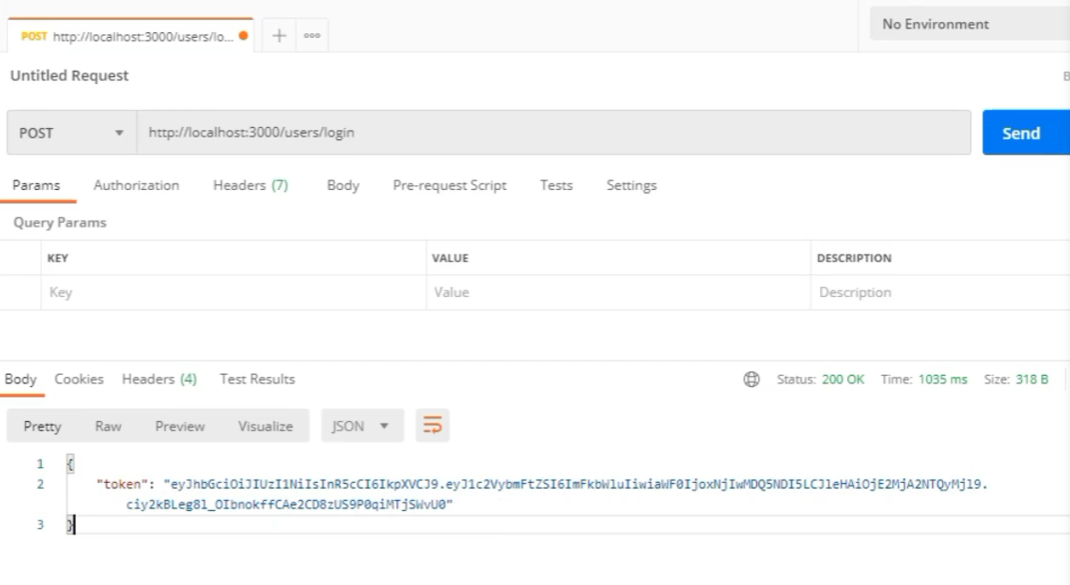 POST http://localhost:3000/users/lo...
No Environment
Untitled Request
POST http://localhost:3000/users/login Send
Params Authorization Headers (7) Body Pre-request Script Tests Settings
Query Params
KEY VALUE DESCRIPTION
Key Value Description
Body Cookies Headers (4) Test Results Status: 200 OK Time: 1035 ms Size: 318 B
Pretty Raw Preview Visualize JSON
1 {
2 "token": "eyJhbGciOiJIUzI1NiIsInR5cCI6IkpXVCJ9.eyJ1c2VybmFtZSI6ImFkbWluIiwiaWF0IjoxNjIwMDQ5NDI5LCJleHAiOjE2MjA2NTQyMjl9.
ciy2kBLeg8l_OIbnokffCAe2CD8zUS9P0qiMTjSWvU0"
3 }